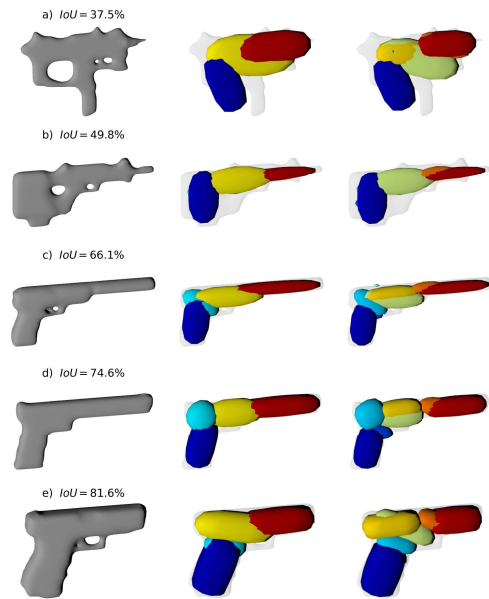 a) IoU = 37.5%
b) IoU = 49.8%
c) IoU = 66.1%
d) IoU = 74.6%
e) IoU = 81.6%